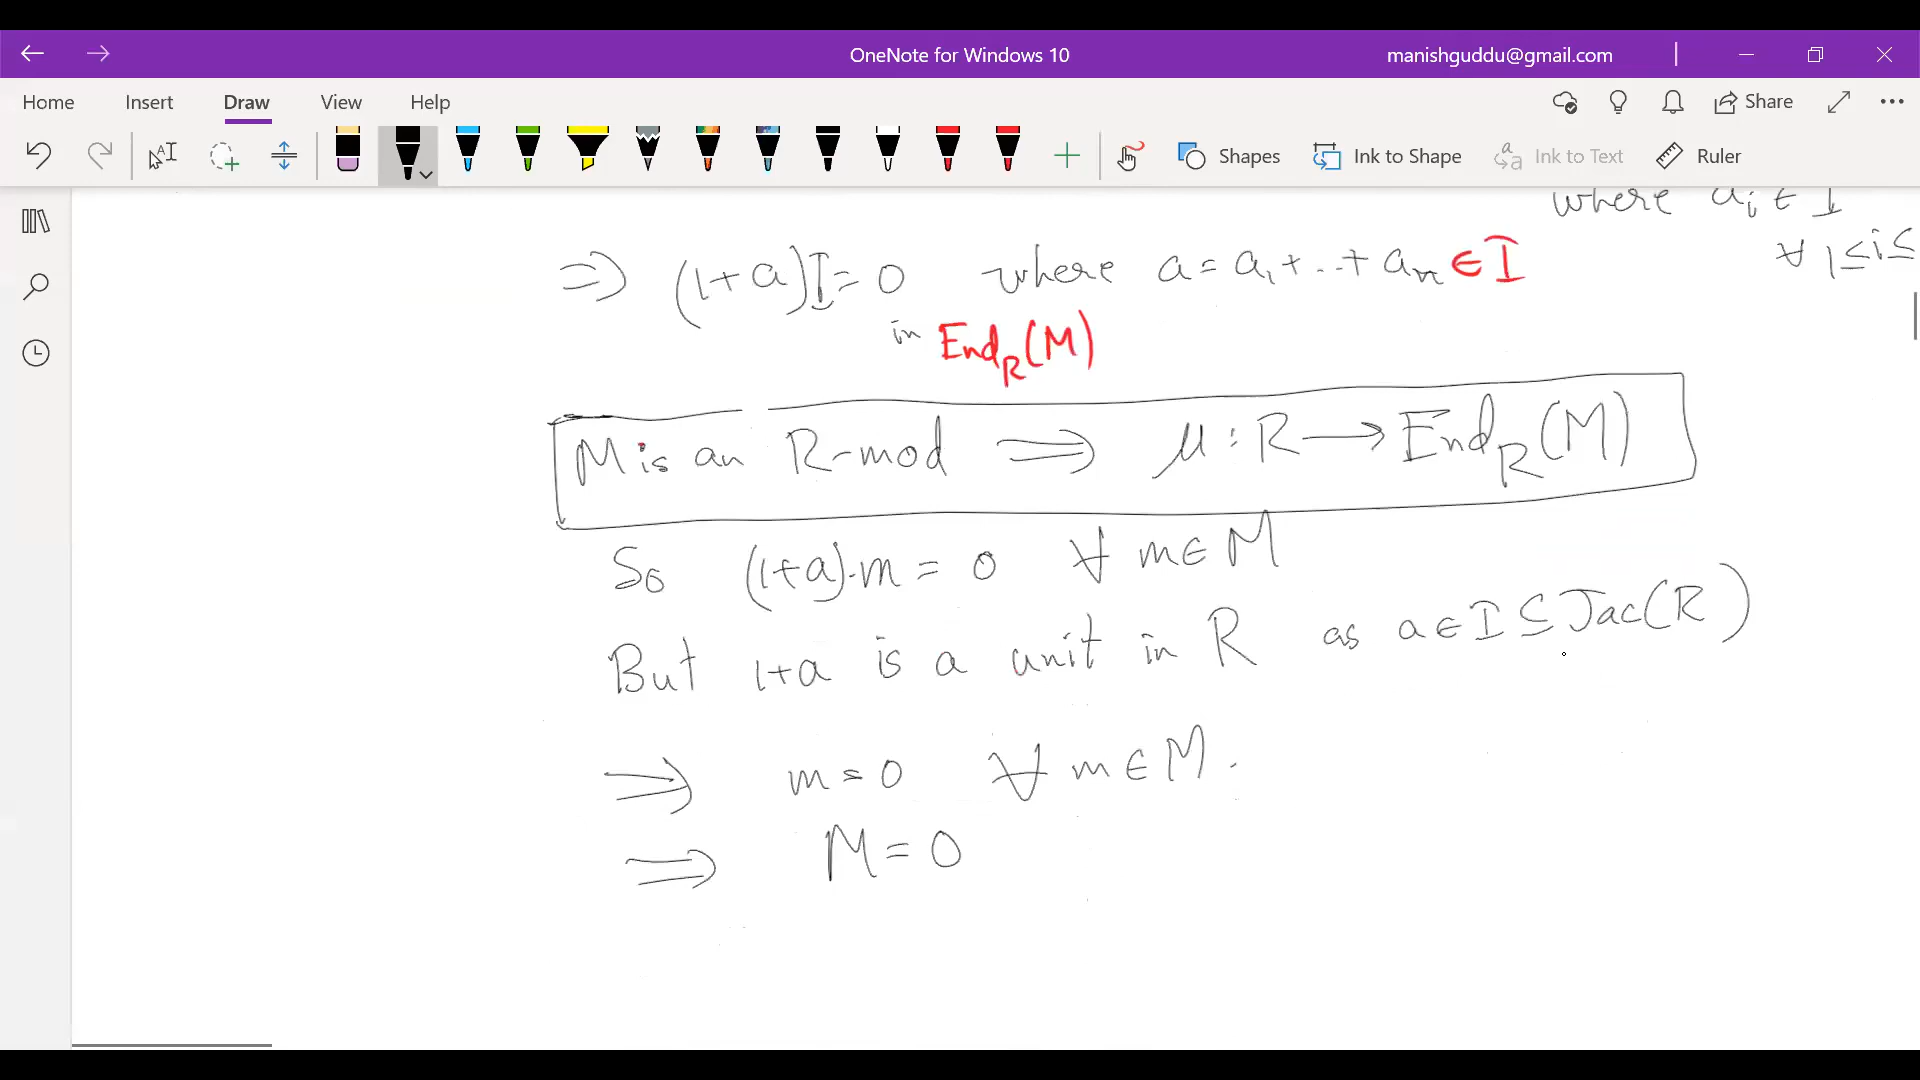 OneNote for Windows 10
manishguddu@gmail.com
Home Insert Draw View Help
Share
Shapes Ink to Shape Ink to Text Ruler
where aᵢ ∈ I
∀ 1≤i≤
⇒ (1+a)I = 0 where a = a₁+...+aₙ ∈ I
in End_R(M)
M is an R-mod ⟹ μ : R ⟶ End_R(M)
So (1+a)·m = 0 ∀ m∈M
But 1+a is a unit in R as a∈I ⊆ Jac(R)
⟹ m = 0 ∀ m∈M.
⟹ M = 0